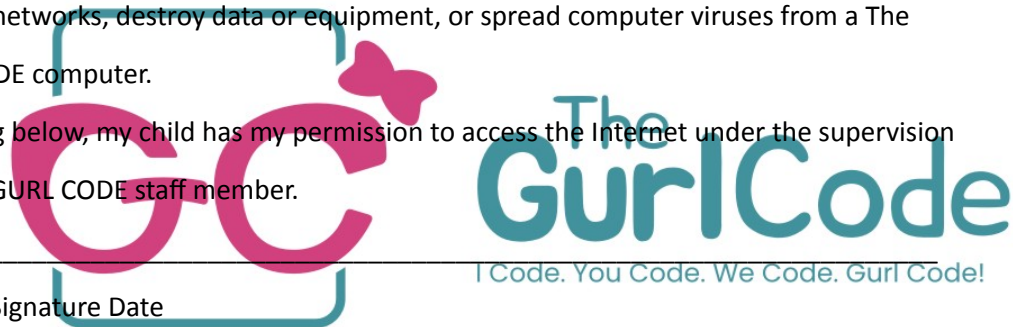 networks, destroy data or equipment, or spread computer viruses from a The
DE computer.
g below, my child has my permission to access the Internet under the supervision
GURL CODE staff member.
Signature Date
GC
The
GurlCode
I Code. You Code. We Code. Gurl Code!